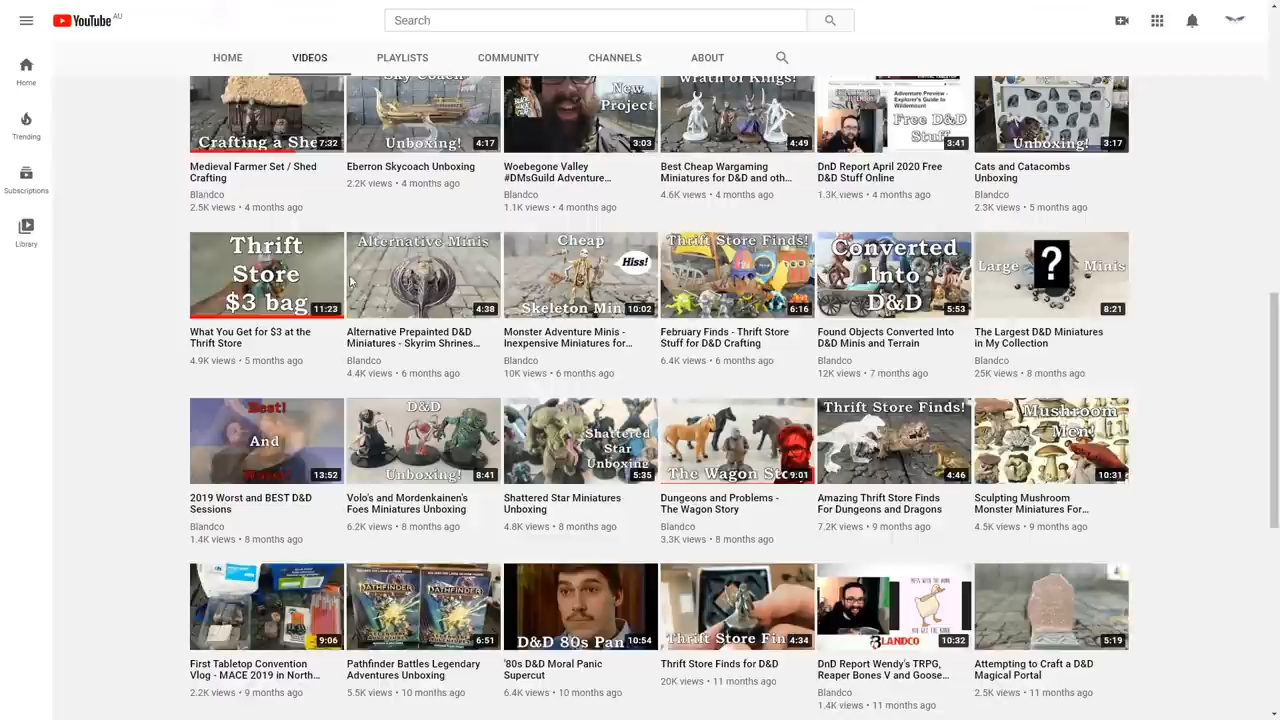 YouTube AU
Search
Home
Trending
Subscriptions
Library
HOME VIDEOS PLAYLISTS COMMUNITY CHANNELS ABOUT
Crafting a She
7:32
Medieval Farmer Set / Shed
Crafting
Blandco
2.5K views • 4 months ago
Sky Coach
Unboxing!
4:17
Eberron Skycoach Unboxing
2.2K views • 4 months ago
New
Project
3:03
Woebegone Valley
#DMsGuild Adventure...
Blandco
1.1K views • 4 months ago
Wrath of Kings!
4:49
Best Cheap Wargaming
Miniatures for D&D and oth...
4.6K views • 4 months ago
Adventure Preview -
Explorer's Guide to
Wildemount
Free D&D
Stuff
3:41
DnD Report April 2020 Free
D&D Stuff Online
Blandco
1.3K views • 4 months ago
Unboxing!
3:17
Cats and Catacombs
Unboxing
Blandco
2.3K views • 5 months ago
Thrift
Store
$3 bag
11:23
What You Get for $3 at the
Thrift Store
4.9K views • 5 months ago
Alternative Minis
4:38
Alternative Prepainted D&D
Miniatures - Skyrim Shrines...
Blandco
4.4K views • 6 months ago
Cheap
Hiss!
Skeleton Min
10:02
Monster Adventure Minis -
Inexpensive Miniatures for...
Blandco
10K views • 6 months ago
Thrift Store Finds!
6:16
February Finds - Thrift Store
Stuff for D&D Crafting
6.4K views • 6 months ago
Converted
Into
D&D
5:53
Found Objects Converted Into
D&D Minis and Terrain
Blandco
12K views • 7 months ago
Large ? Minis
8:21
The Largest D&D Miniatures
in My Collection
Blandco
25K views • 8 months ago
Best!
And
Worst!
13:52
2019 Worst and BEST D&D
Sessions
Blandco
1.4K views • 8 months ago
D&D
Unboxing!
8:41
Volo's and Mordenkainen's
Foes Miniatures Unboxing
6.2K views • 8 months ago
Shattered
Star
Unboxing
5:35
Shattered Star Miniatures
Unboxing
4.8K views • 8 months ago
The Wagon Sto
9:01
Dungeons and Problems -
The Wagon Story
Blandco
3.3K views • 8 months ago
Thrift Store Finds!
4:46
Amazing Thrift Store Finds
For Dungeons and Dragons
7.2K views • 9 months ago
Mushroom
Men!
10:31
Sculpting Mushroom
Monster Miniatures For...
4.5K views • 9 months ago
9:06
First Tabletop Convention
Vlog - MACE 2019 in North...
2.2K views • 9 months ago
PATHFINDER PATHFINDER
6:51
Pathfinder Battles Legendary
Adventures Unboxing
5.5K views • 10 months ago
D&D 80s Pan
10:54
'80s D&D Moral Panic
Supercut
6.4K views • 10 months ago
Thrift Store Fin
4:34
Thrift Store Finds for D&D
20K views • 11 months ago
MESS WITH THE HONK
YOU GET THE BONK
BLANDCO
10:32
DnD Report Wendy's TRPG,
Reaper Bones V and Goose...
Blandco
1.4K views • 11 months ago
5:19
Attempting to Craft a D&D
Magical Portal
2.5K views • 11 months ago